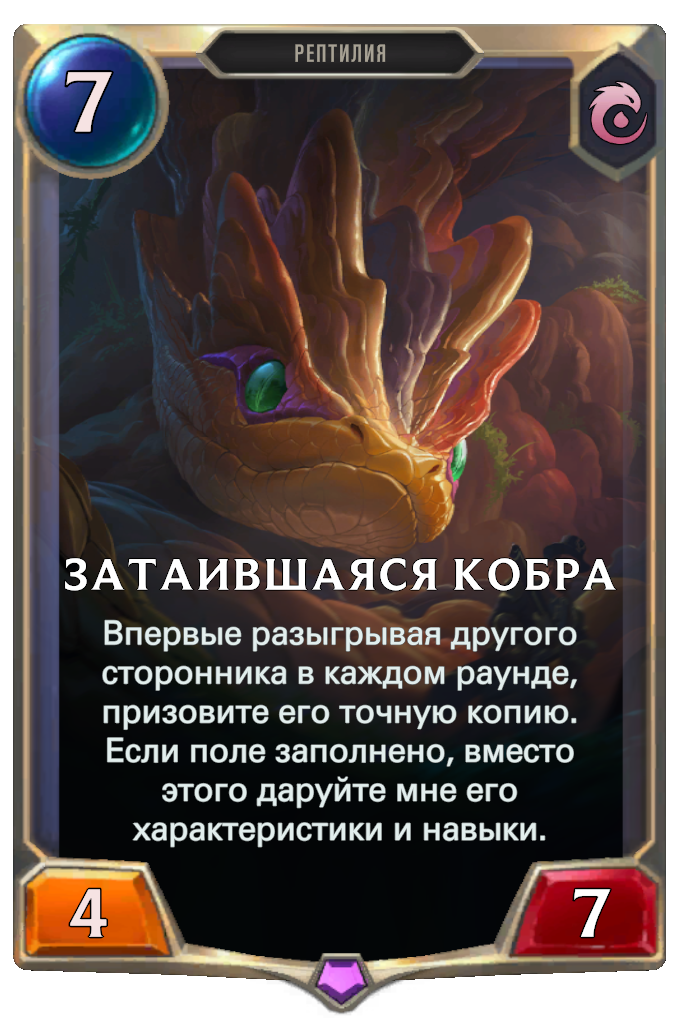 РЕПТИЛИЯ
7
ЗАТАИВШАЯСЯ КОБРА
Впервые разыгрывая другого
сторонника в каждом раунде,
призовите его точную копию.
Если поле заполнено, вместо
этого даруйте мне его
характеристики и навыки.
4
7